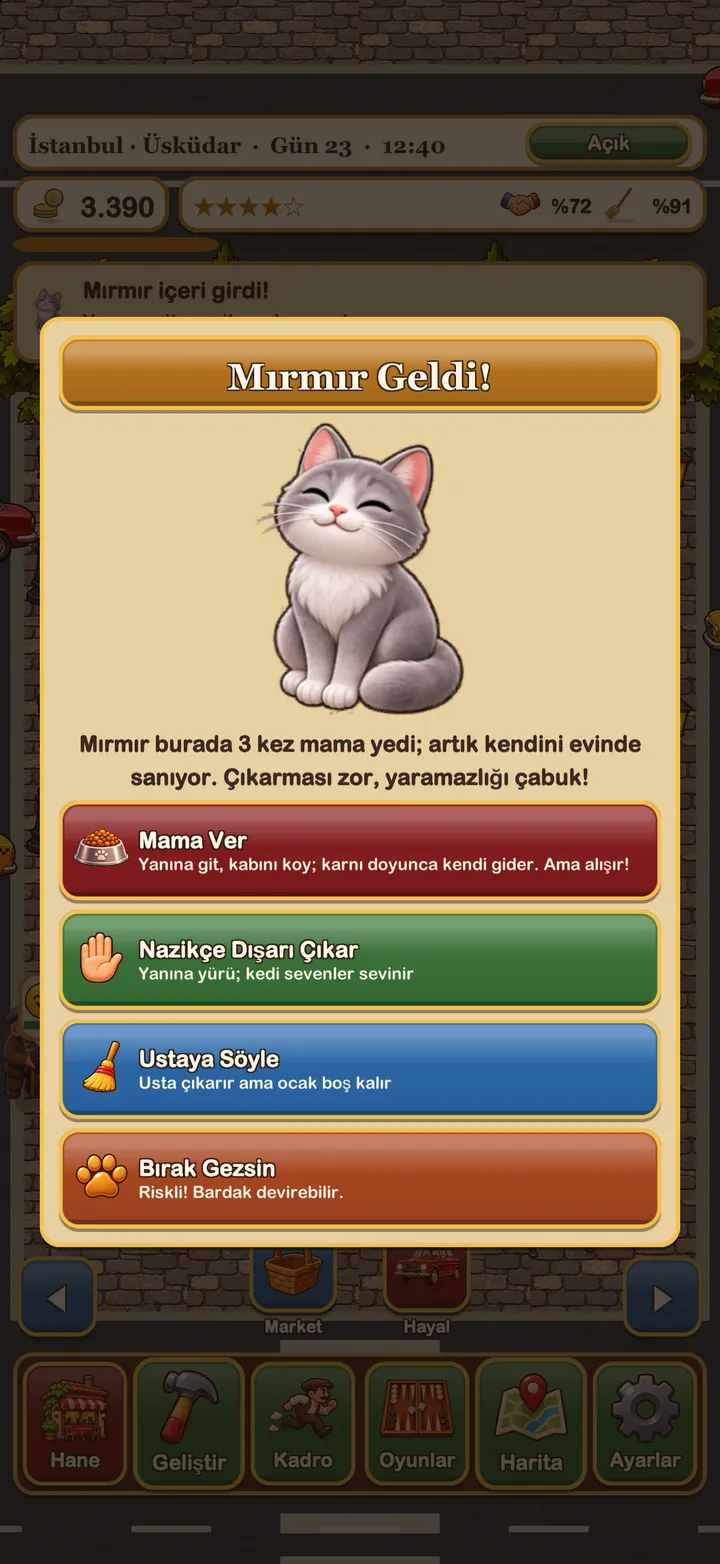 İstanbul · Üsküdar · Gün 23 · 12:40
Açık
3.390
%72
%91
Mırmır içeri girdi!
Mırmır Geldi!
Mırmır burada 3 kez mama yedi; artık kendini evinde
sanıyor. Çıkarması zor, yaramazlığı çabuk!
Mama Ver
Yanına git, kabını koy; karnı doyunca kendi gider. Ama alışır!
Nazikçe Dışarı Çıkar
Yanına yürü; kedi sevenler sevinir
Ustaya Söyle
Usta çıkarır ama ocak boş kalır
Bırak Gezsin
Riskli! Bardak devirebilir.
Market
Hayal
Hane
Geliştir
Kadro
Oyunlar
Harita
Ayarlar